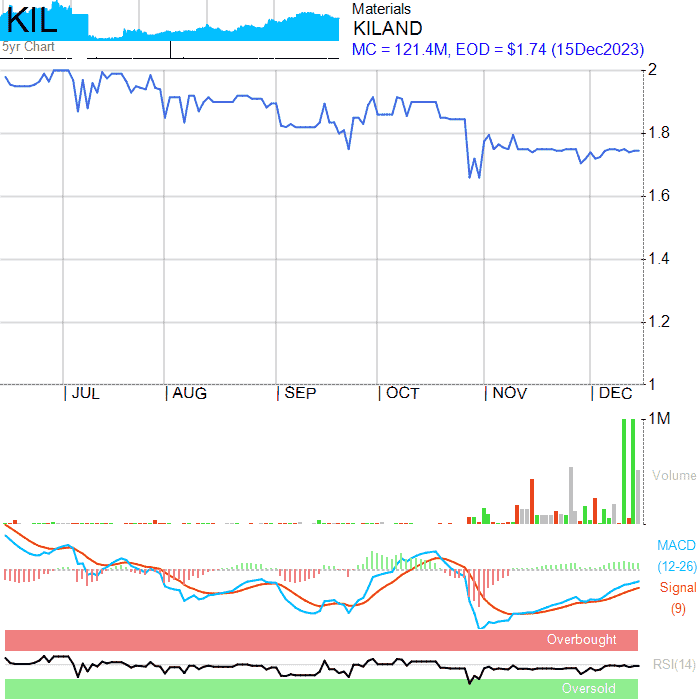 KIL
5yr Chart
Materials
KILAND
MC = 121.4M, EOD = $1.74 (15Dec2023)
2
1.8
1.6
1.4
1.2
1
JUL AUG SEP OCT NOV DEC
1M
Volume
MACD
(12-26)
Signal
(9)
Overbought
RSI(14)
Oversold